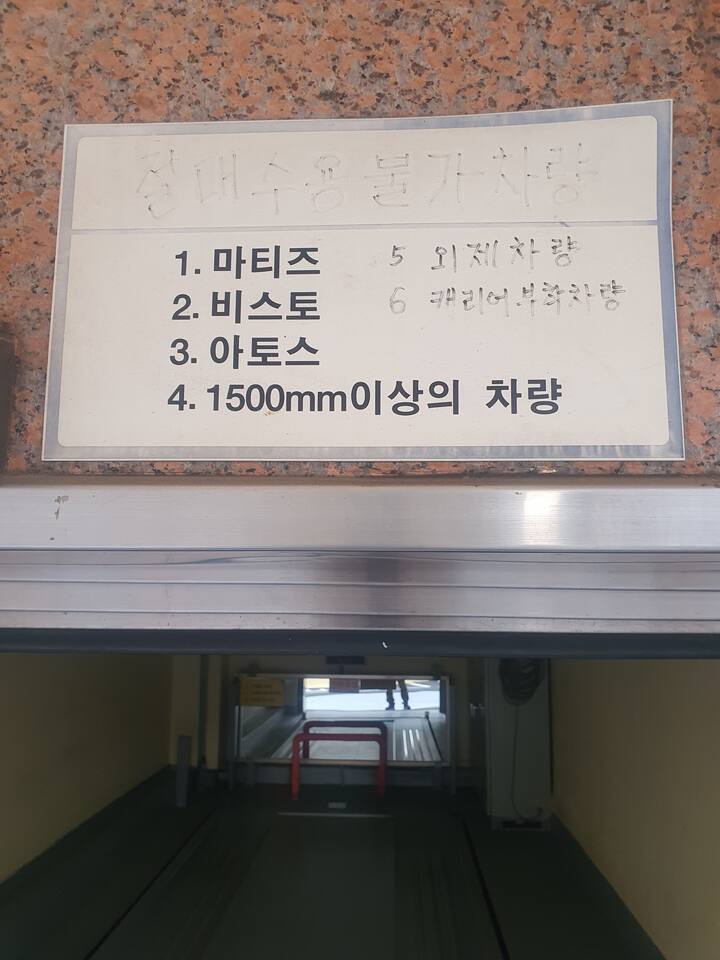 절대수용불가차량
1. 마티즈
2. 비스토
3. 아토스
4. 1500mm이상의 차량
5 외제차량
6 캐리어부착차량